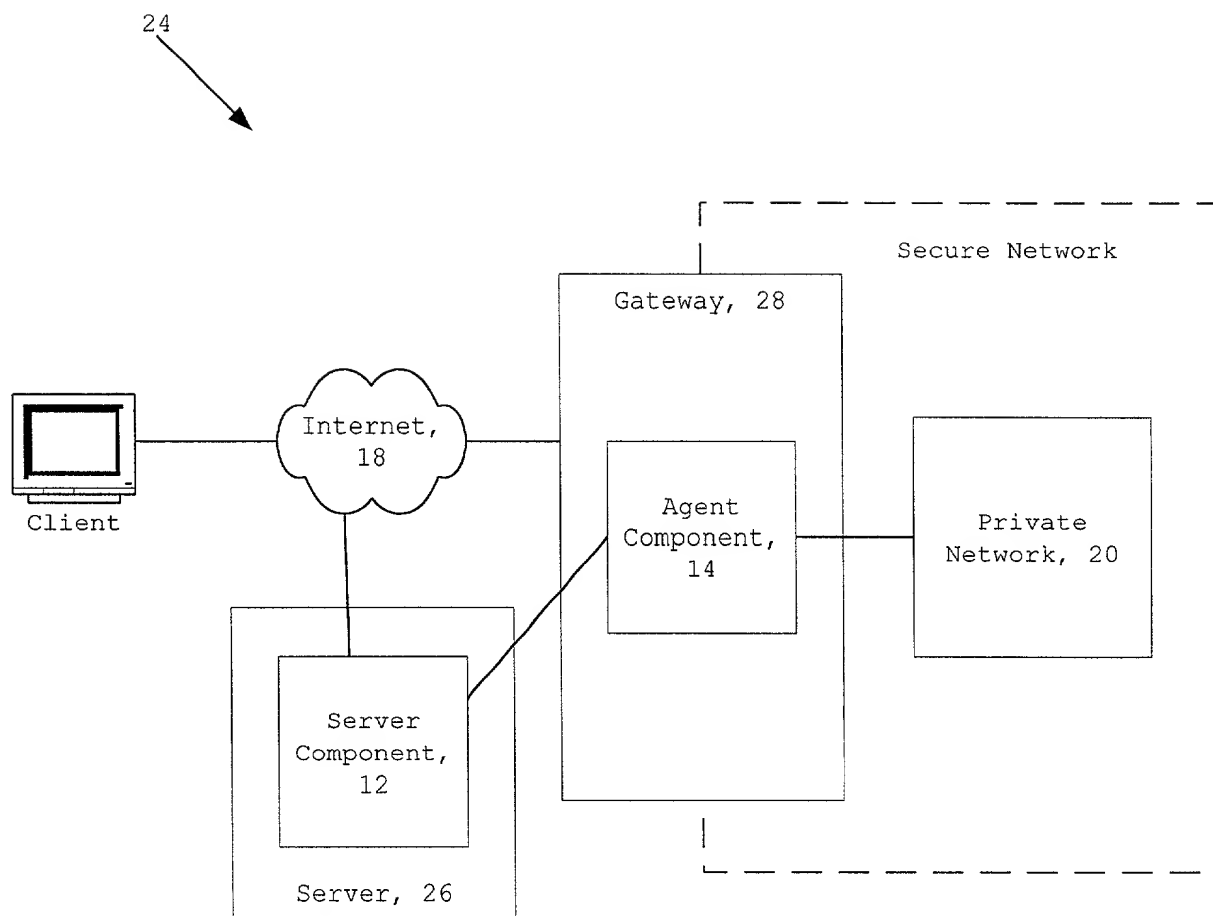 24
Secure Network
Gateway, 28
Internet,
18
Client
Agent
Component,
14
Private
Network, 20
Server
Component,
12
Server, 26